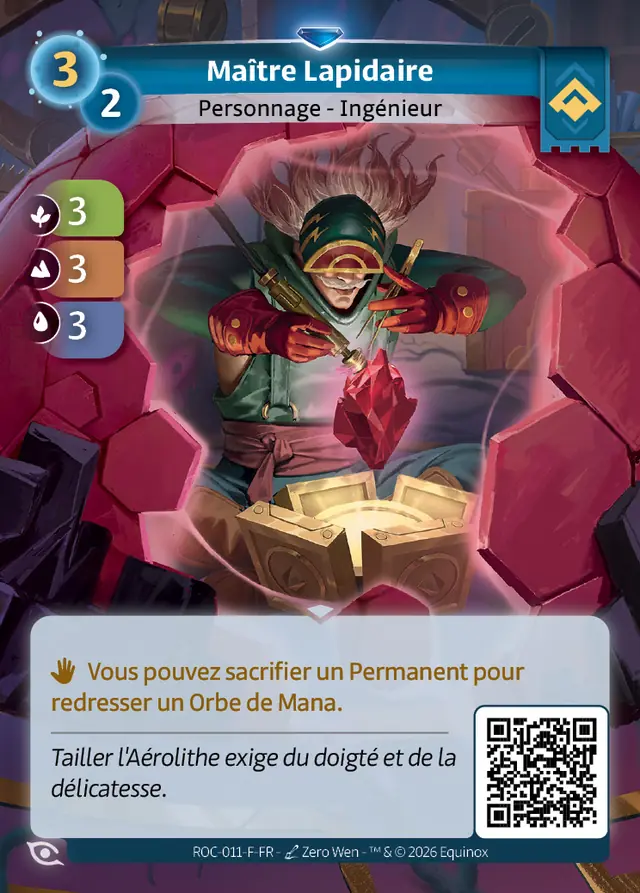 3
Maître Lapidaire
2
Personnage - Ingénieur
3
3
3
Vous pouvez sacrifier un Permanent pour
redresser un Orbe de Mana.
Tailler l'Aérolithe exige du doigté et de la
délicatesse.
ROC-011-F-FR - Zero Wen - ™ & © 2026 Equinox